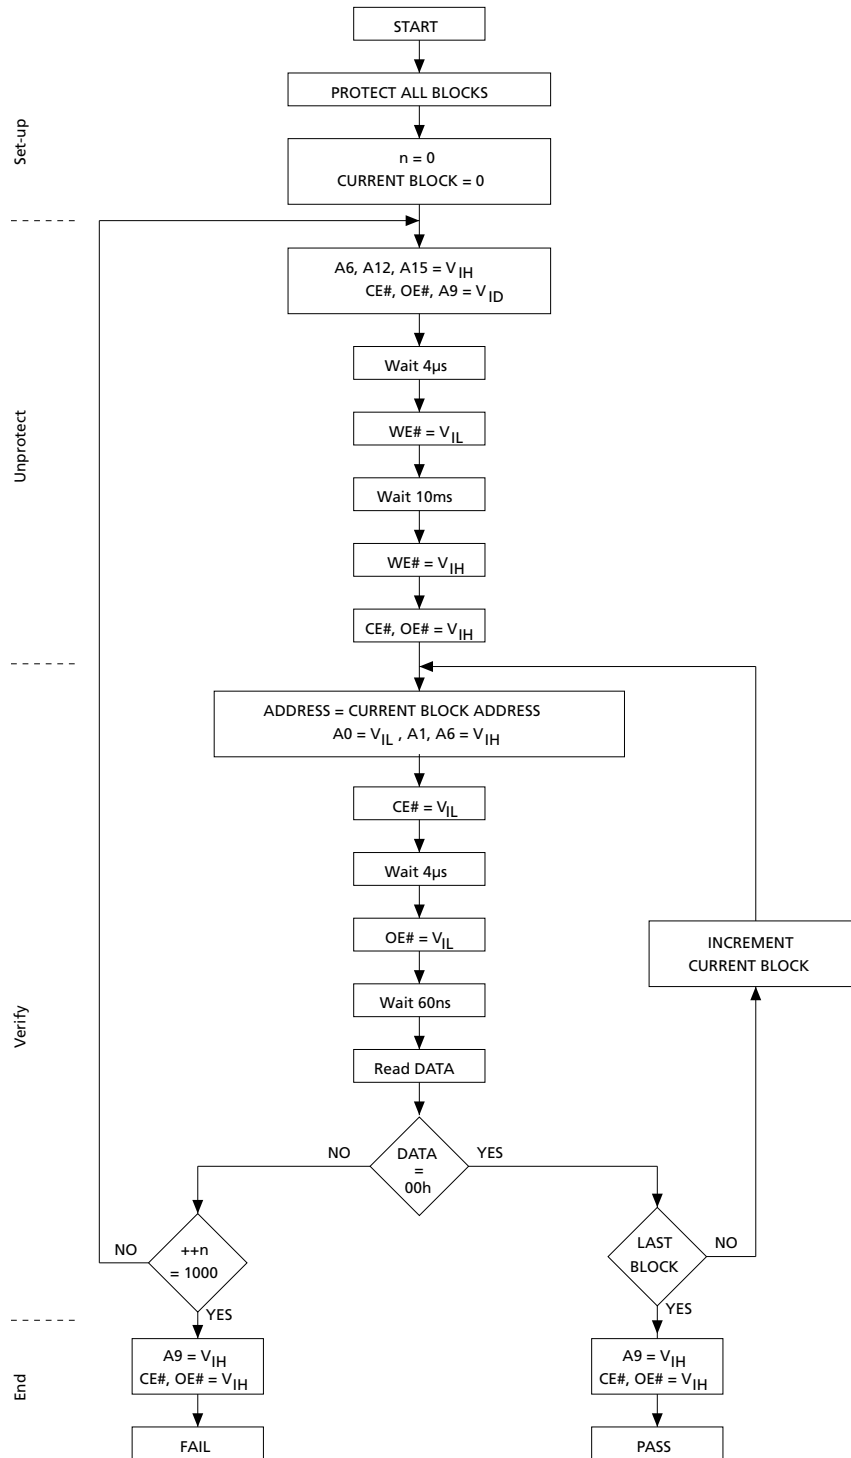 START
PROTECT ALL BLOCKS
Set-up
n = 0
CURRENT BLOCK = 0
A6, A12, A15 = VIH
CE#, OE#, A9 = VID
Wait 4µs
WE# = VIL
Unprotect
Wait 10ms
WE# = VIH
CE#, OE# = VIH
ADDRESS = CURRENT BLOCK ADDRESS
A0 = VIL , A1, A6 = VIH
CE# = VIL
Wait 4µs
OE# = VIL
INCREMENT
CURRENT BLOCK
Wait 60ns
Verify
Read DATA
NO
DATA
=
00h
YES
NO
++n
= 1000
YES
LAST
BLOCK
NO
YES
End
A9 = VIH
CE#, OE# = VIH
A9 = VIH
CE#, OE# = VIH
FAIL
PASS